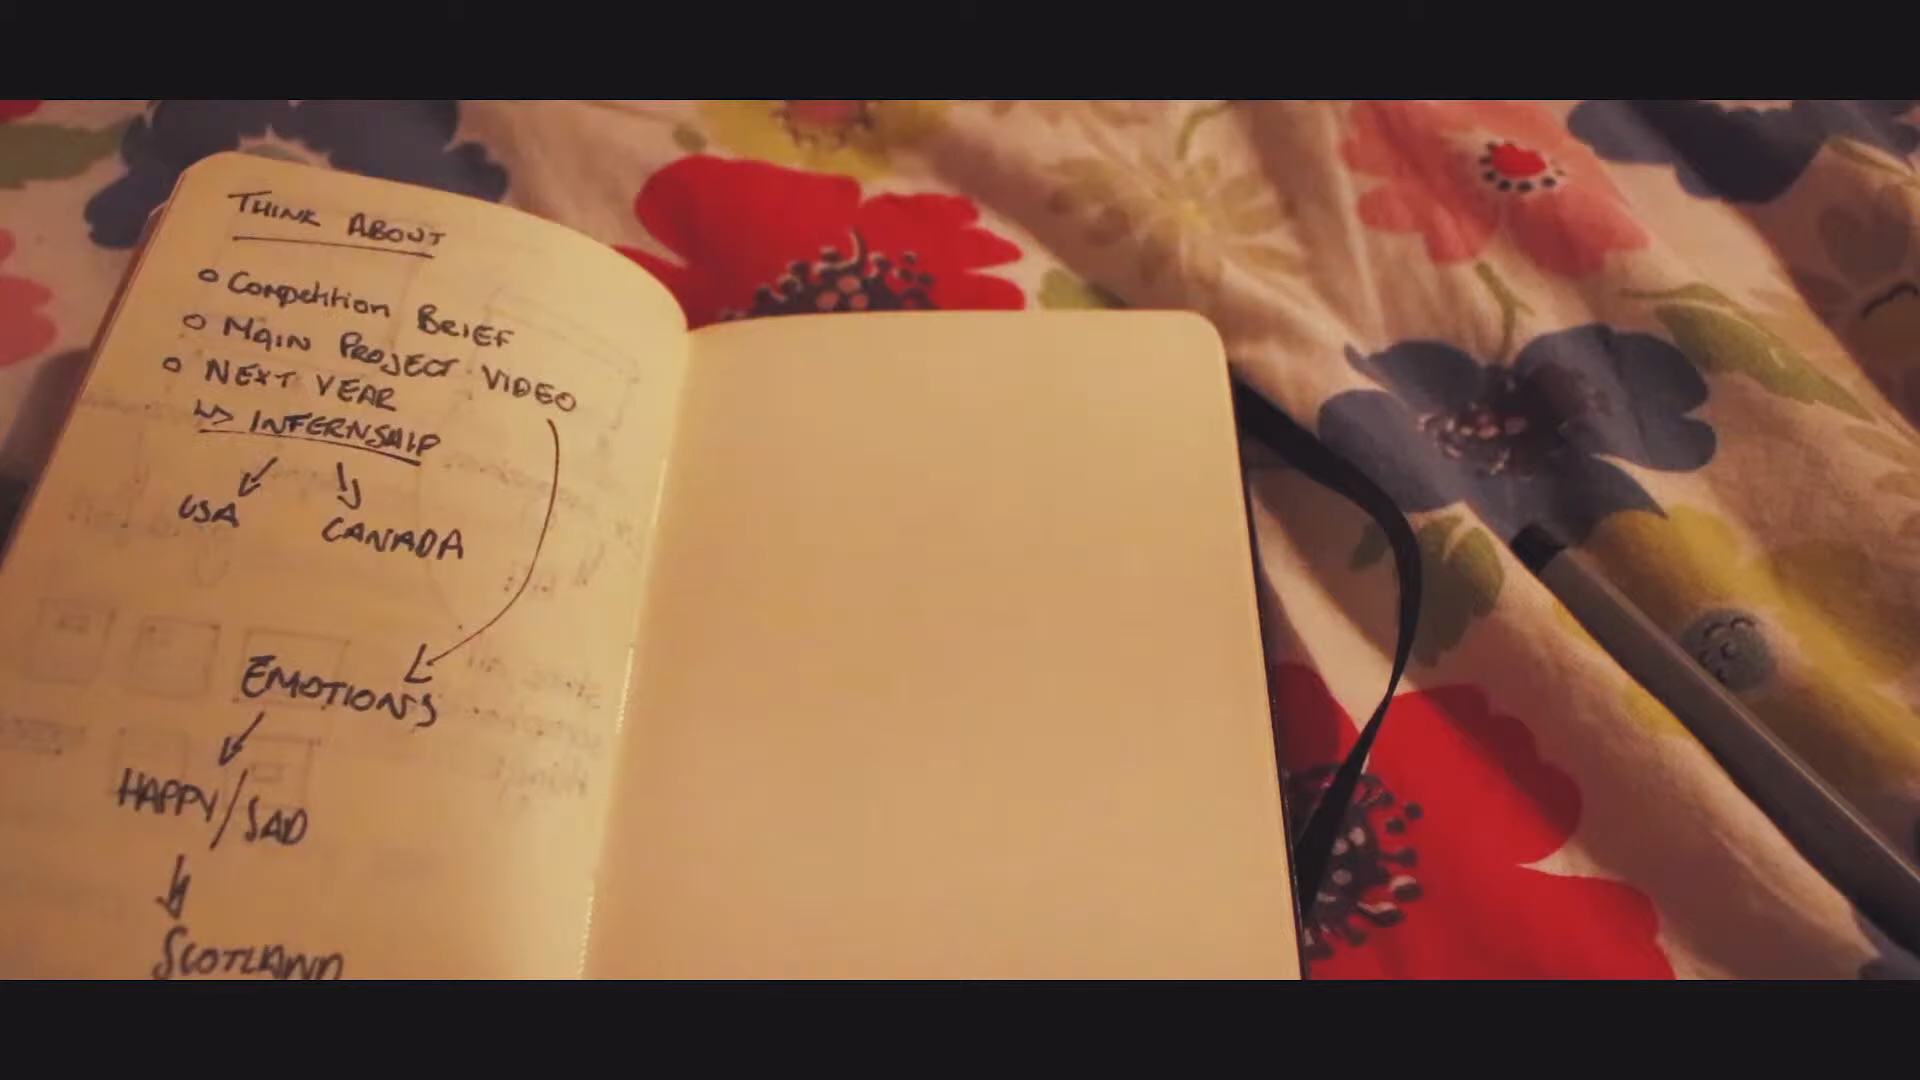 THINK ABOUT
Competition BRIEF
MAIN PROJECT VIDEO
NEXT YEAR
INTERNSHIP
USA
CANADA
EMOTIONS
HAPPY/SAD
SCOTLAND